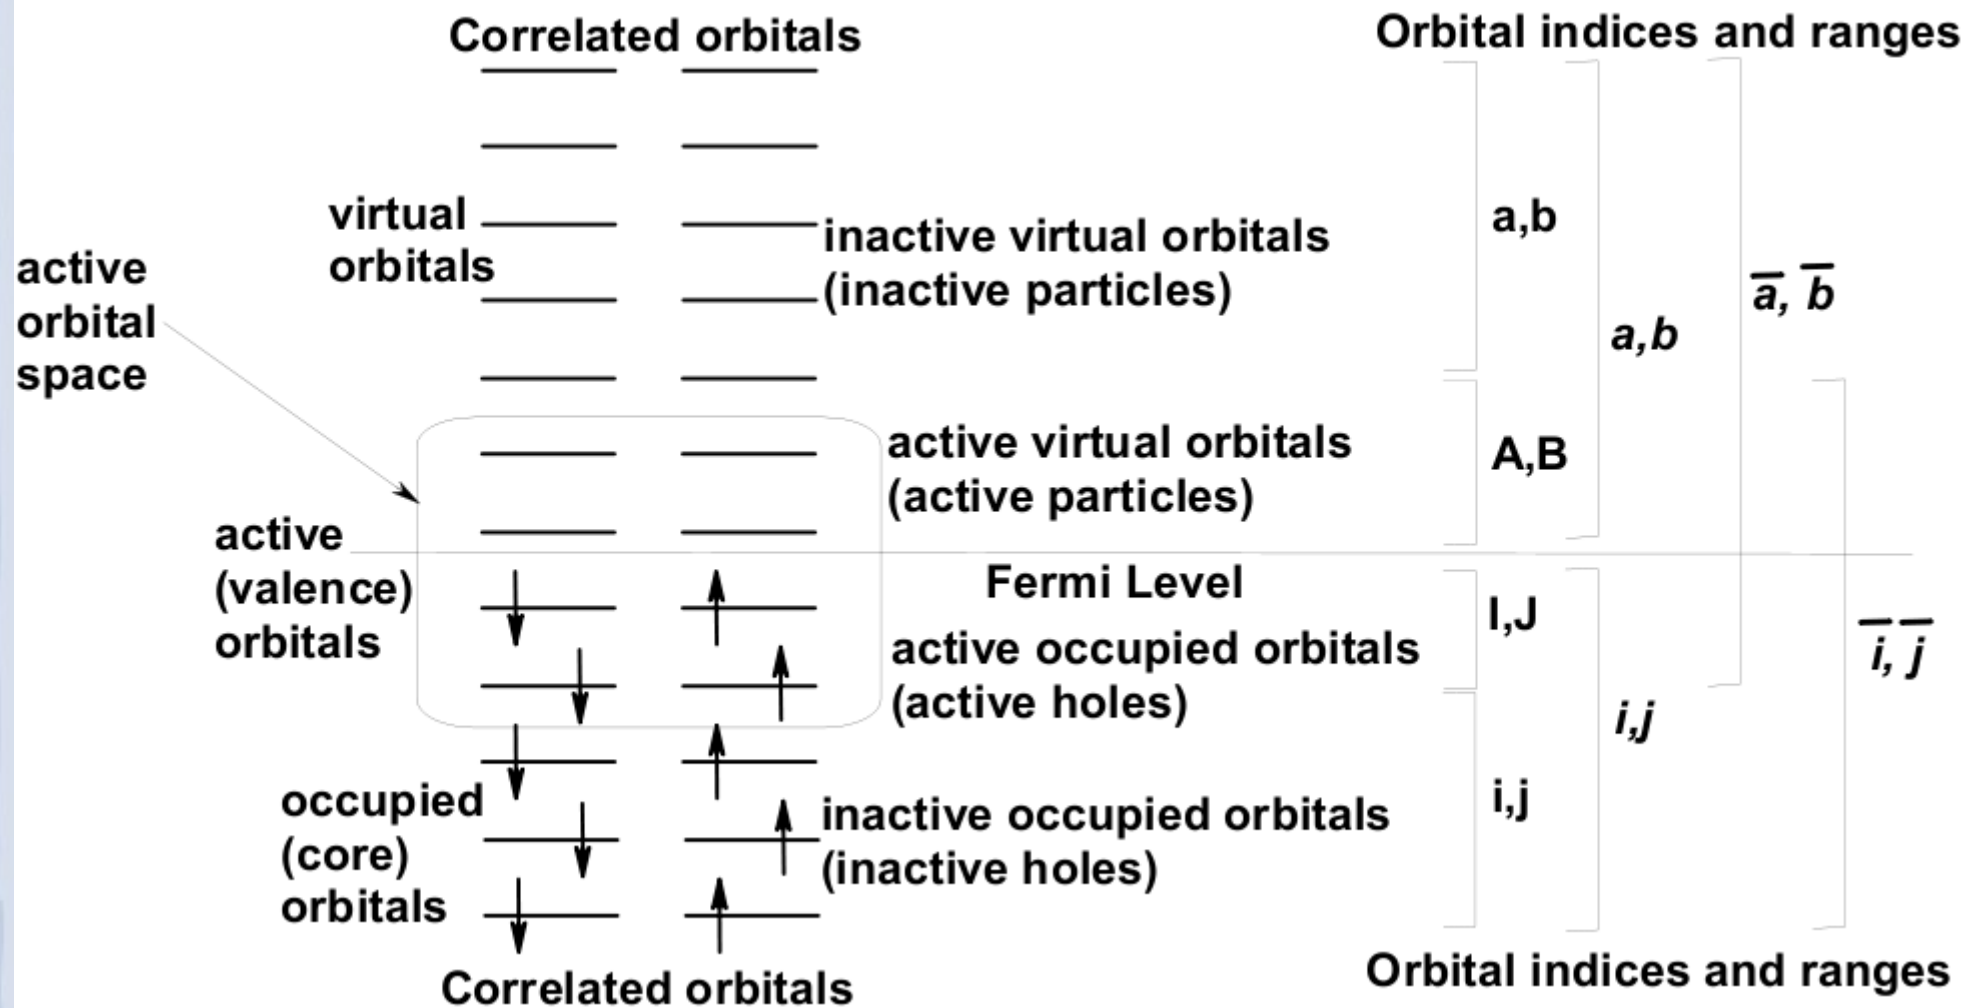 Correlated orbitals
Orbital indices and ranges
virtual
orbitals
inactive virtual orbitals
(inactive particles)
a,b
active
orbital
space
a̅, b̅
a,b
active virtual orbitals
(active particles)
A,B
active
(valence)
orbitals
Fermi Level
I,J
active occupied orbitals
(active holes)
i̅, j̅
i,j
occupied
(core)
orbitals
inactive occupied orbitals
(inactive holes)
i,j
Correlated orbitals
Orbital indices and ranges